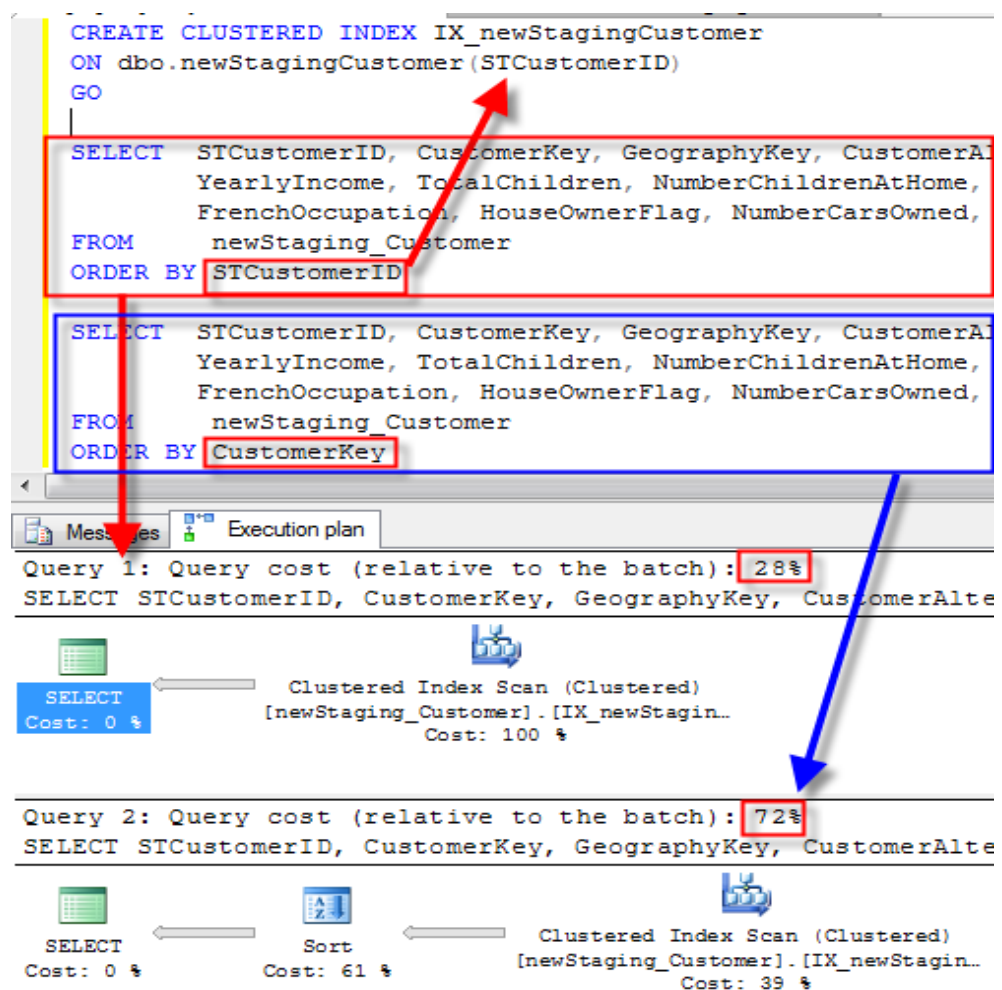 CREATE CLUSTERED INDEX IX_newStagingCustomer
ON dbo.newStagingCustomer(STCustomerID)
GO
SELECT STCustomerID, CustomerKey, GeographyKey, CustomerAl
YearlyIncome, TotalChildren, NumberChildrenAtHome,
FrenchOccupation, HouseOwnerFlag, NumberCarsOwned,
FROM newStaging_Customer
ORDER BY STCustomerID
SELECT STCustomerID, CustomerKey, GeographyKey, CustomerAl
YearlyIncome, TotalChildren, NumberChildrenAtHome,
FrenchOccupation, HouseOwnerFlag, NumberCarsOwned,
FROM newStaging_Customer
ORDER BY CustomerKey
Messages Execution plan
Query 1: Query cost (relative to the batch): 28%
SELECT STCustomerID, CustomerKey, GeographyKey, CustomerAlte
SELECT
Cost: 0 %
Clustered Index Scan (Clustered)
[newStaging_Customer].[IX_newStagin…
Cost: 100 %
Query 2: Query cost (relative to the batch): 72%
SELECT STCustomerID, CustomerKey, GeographyKey, CustomerAlte
SELECT
Cost: 0 %
Sort
Cost: 61 %
Clustered Index Scan (Clustered)
[newStaging_Customer].[IX_newStagin…
Cost: 39 %